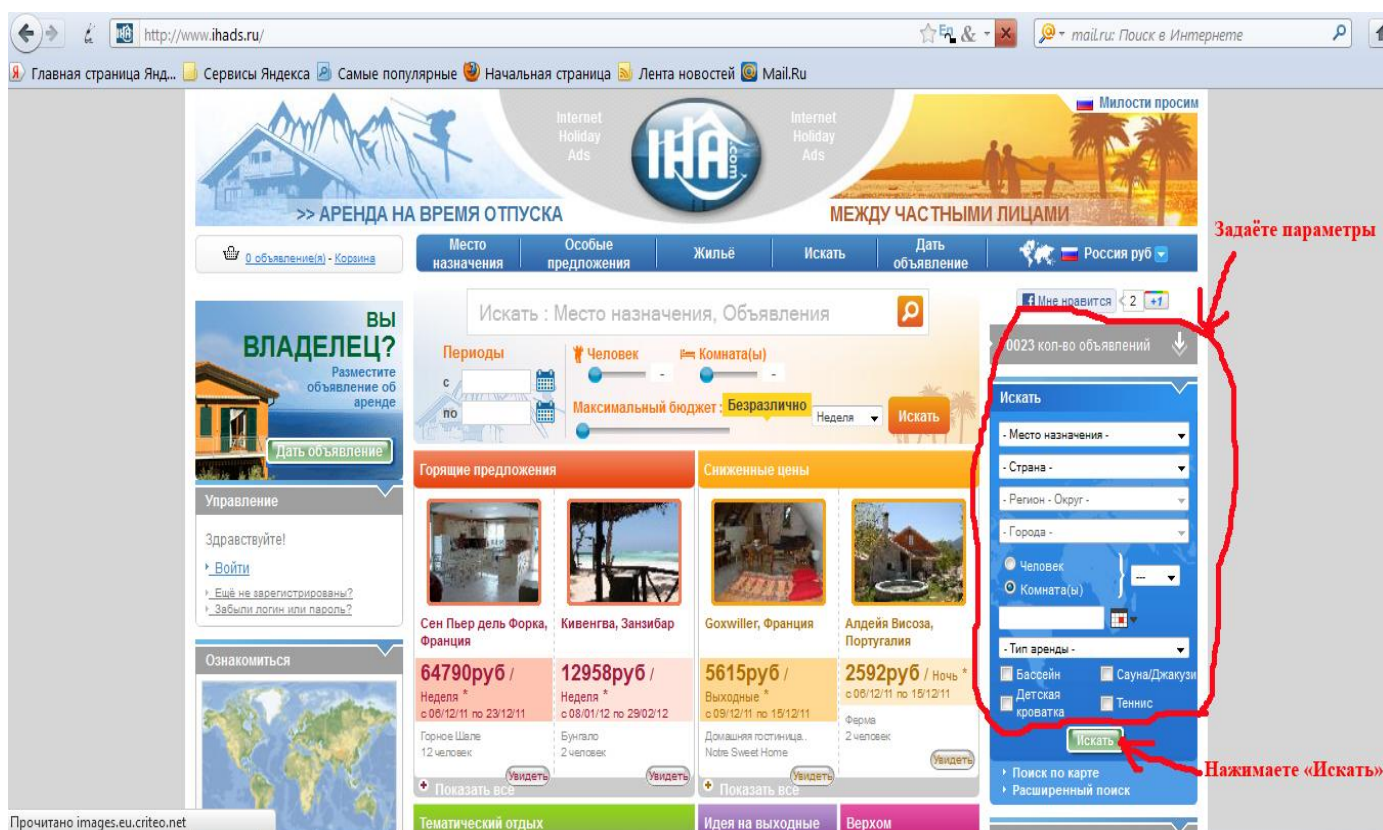 http://www.ihads.ru/
mail.ru: Поиск в Интернете
Главная страница Янд... Сервисы Яндекса Самые популярные Начальная страница Лента новостей Mail.Ru
Милости просим
Internet
Holiday
Ads
IHA.com
Internet
Holiday
Ads
>> АРЕНДА НА ВРЕМЯ ОТПУСКА
МЕЖДУ ЧАСТНЫМИ ЛИЦАМИ
Задаёте параметры
0 объявление(я) - Корзина
Место
назначения
Особые
предложения
Жильё
Искать
Дать
объявление
Россия руб
ВЫ
ВЛАДЕЛЕЦ?
Разместите
объявление об
аренде
Дать объявление
Искать : Место назначения, Объявления
Периоды
с
по
Человек
-
Комната(ы)
-
Максимальный бюджет :
Безразлично
Неделя
Искать
Мне нравится
2
+1
0023 кол-во объявлений
Искать
- Место назначения -
- Страна -
- Регион - Округ -
- Города -
Человек
Комната(ы)
---
- Тип аренды -
Бассейн
Сауна/Джакузи
Детская
кроватка
Теннис
Искать
Нажимаете «Искать»
Поиск по карте
Расширенный поиск
Управление
Здравствуйте!
Войти
Ещё не зарегистрированы?
Забыли логин или пароль?
Ознакомиться
Горящие предложения
Сен Пьер дель Форка,
Франция
64790руб /
Неделя *
с 06/12/11 по 23/12/11
Горное Шале
12 человек
Увидеть
Кивенгва, Занзибар
12958руб /
Неделя *
с 08/01/12 по 29/02/12
Бунгало
2 человек
Увидеть
Показать все
Сниженные цены
Goxwiller, Франция
5615руб /
Выходные *
с 09/12/11 по 15/12/11
Домашняя гостиница..
Notre Sweet Home
Увидеть
Алдейя Висоза,
Португалия
2592руб / Ночь *
с 06/12/11 по 15/12/11
Ферма
2 человек
Увидеть
Показать все
Тематический отдых
Идея на выходные
Верхом
Прочитано images.eu.criteo.net